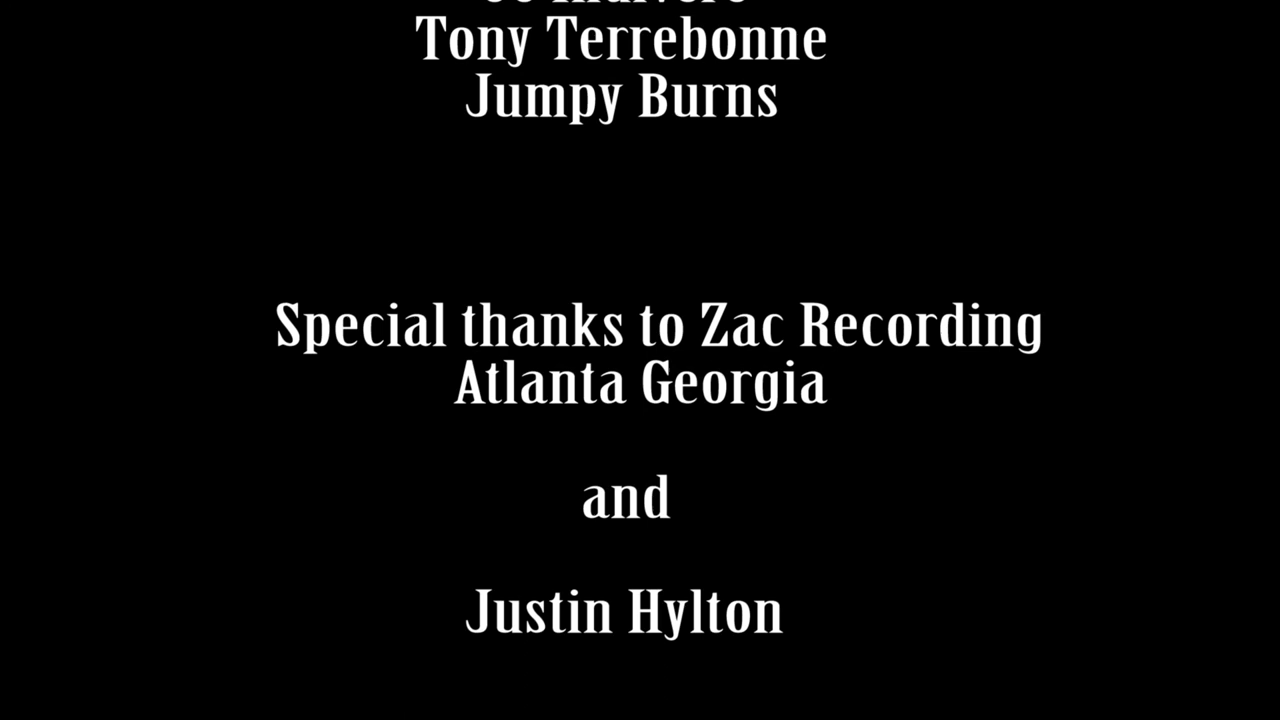 Tony Terrebonne
Jumpy Burns
Special thanks to Zac Recording
Atlanta Georgia
and
Justin Hylton